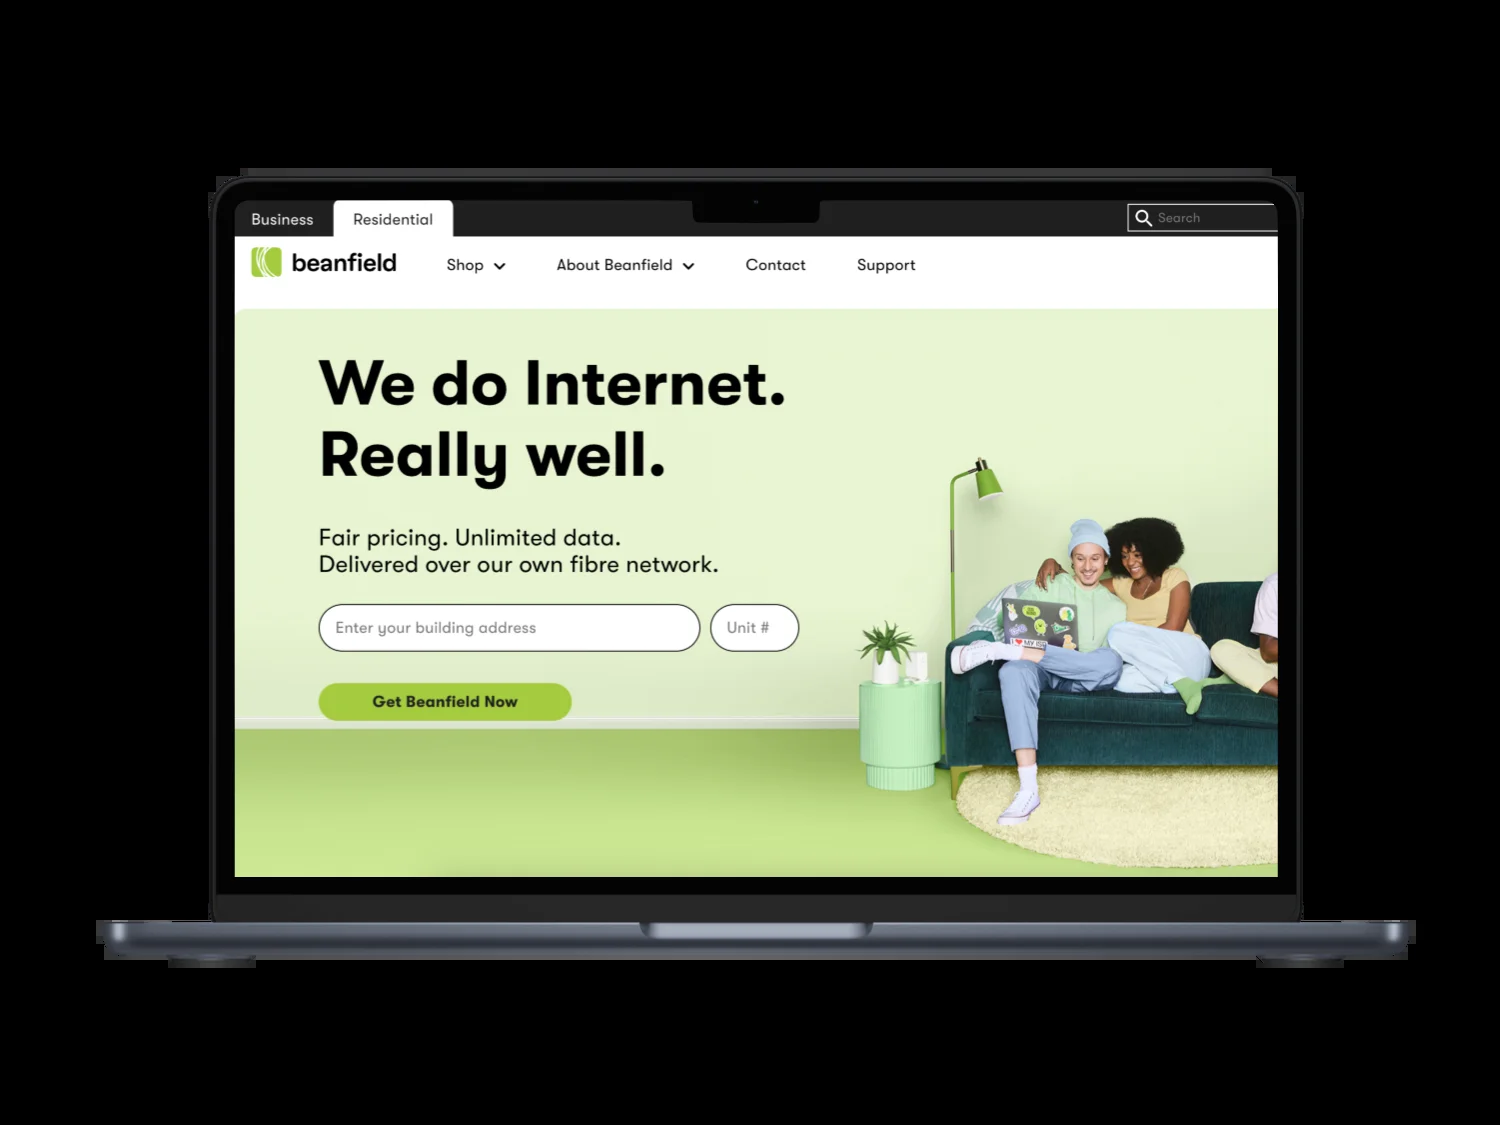 Business
Residential
Search
beanfield
Shop
About Beanfield
Contact
Support
We do Internet.
Really well.
Fair pricing. Unlimited data.
Delivered over our own fibre network.
Enter your building address
Unit #
Get Beanfield Now